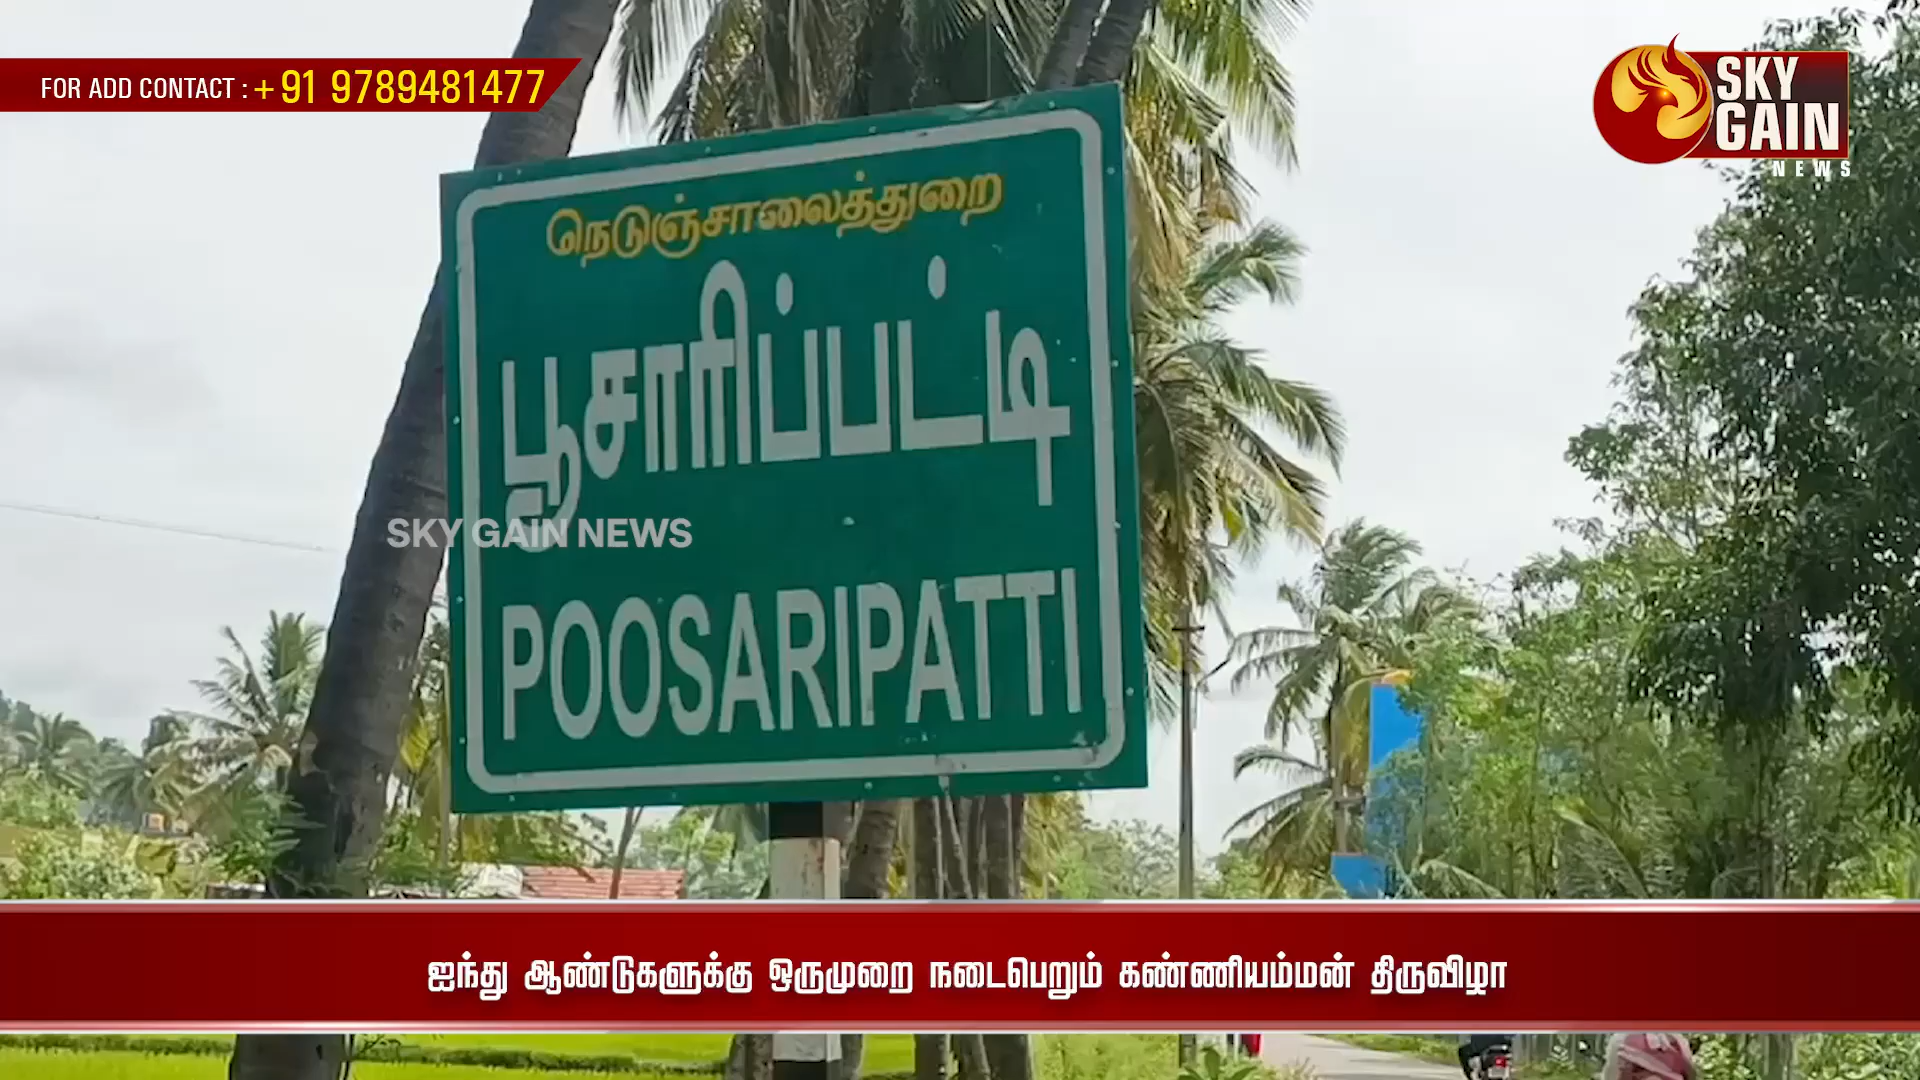 FOR ADD CONTACT : +91 9789481477
SKY
GAIN
NEWS
நெடுஞ்சாலைத்துறை
பூசாரிப்பட்டி
SKY GAIN NEWS
POOSARIPATTI
ஐந்து ஆண்டுகளுக்கு ஒருமுறை நடைபெறும் கண்ணியம்மன் திருவிழா